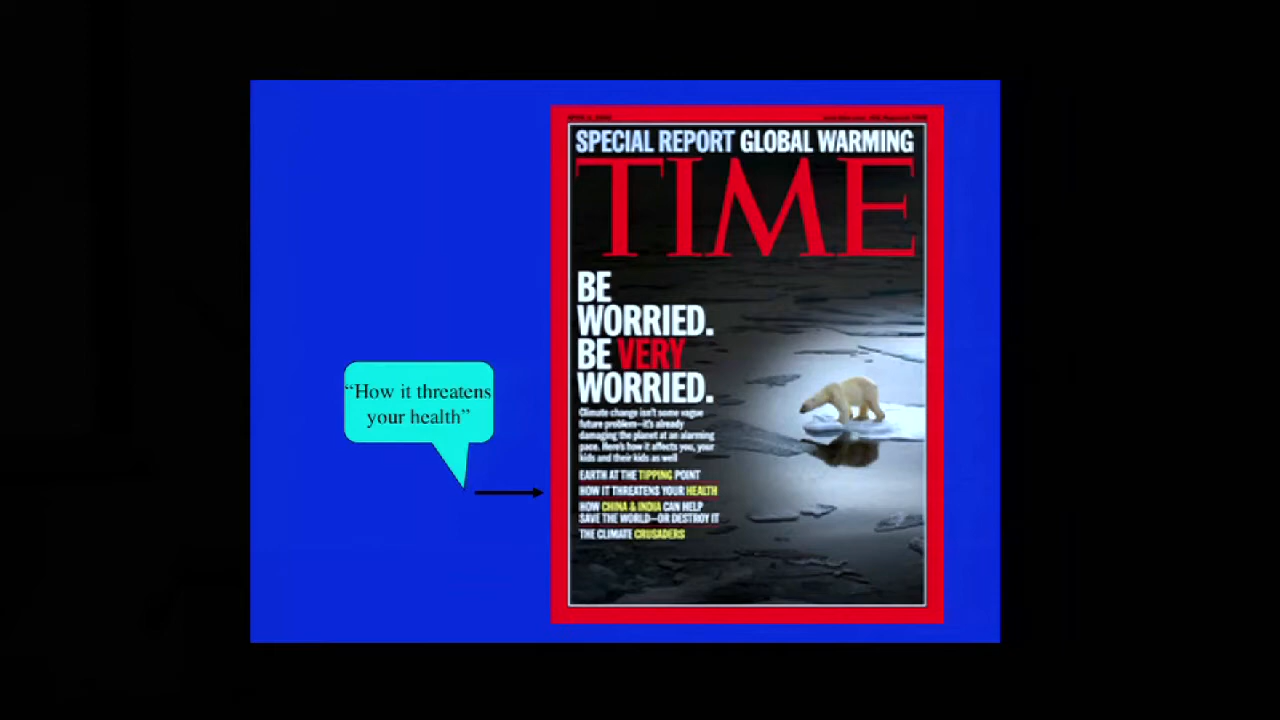 SPECIAL REPORT GLOBAL WARMING
TIME
BE
WORRIED.
BE VERY
WORRIED.
Climate change isn't some vague
future problem—it's already
damaging the planet at an alarming
pace. Here's how it affects you, your
kids and their kids as well
EARTH AT THE TIPPING POINT
HOW IT THREATENS YOUR HEALTH
HOW CHINA & INDIA CAN HELP
SAVE THE WORLD—OR DESTROY IT
THE CLIMATE CRUSADERS
“How it threatens
your health”